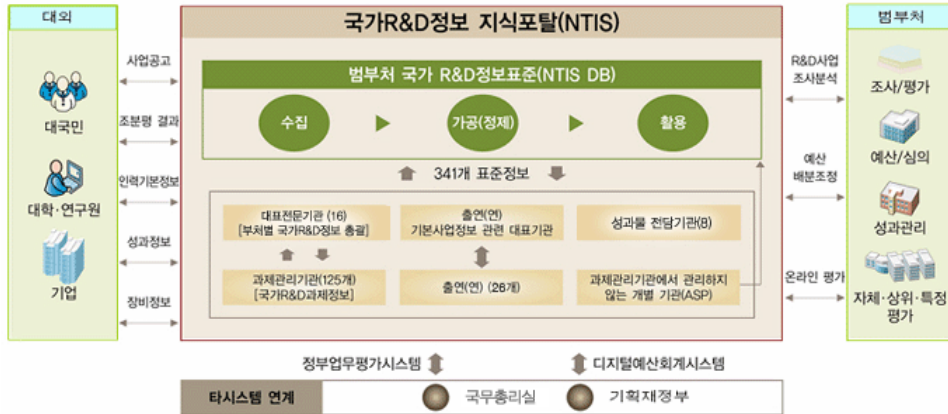 대외
대국민
대학·연구원
기업
사업공고
조분평 결과
인력기본정보
성과정보
장비정보
국가R&D정보 지식포탈(NTIS)
범부처 국가 R&D정보표준(NTIS DB)
수집
가공(정제)
활용
341개 표준정보
대표전문기관 (16)
[부처별 국가R&D정보 총괄]
출연(연)
기본사업정보 관련 대표기관
성과물 전담기관(8)
과제관리기관(125개)
[국가R&D과제정보]
출연(연) (26개)
과제관리기관에서 관리하지
않는 개별 기관(ASP)
R&D사업
조사분석
예산
배분조정
온라인 평가
범부처
조사/평가
예산/심의
성과관리
자체·상위·특정
평가
정부업무평가시스템
디지털예산회계시스템
타시스템 연계
국무총리실
기획재정부